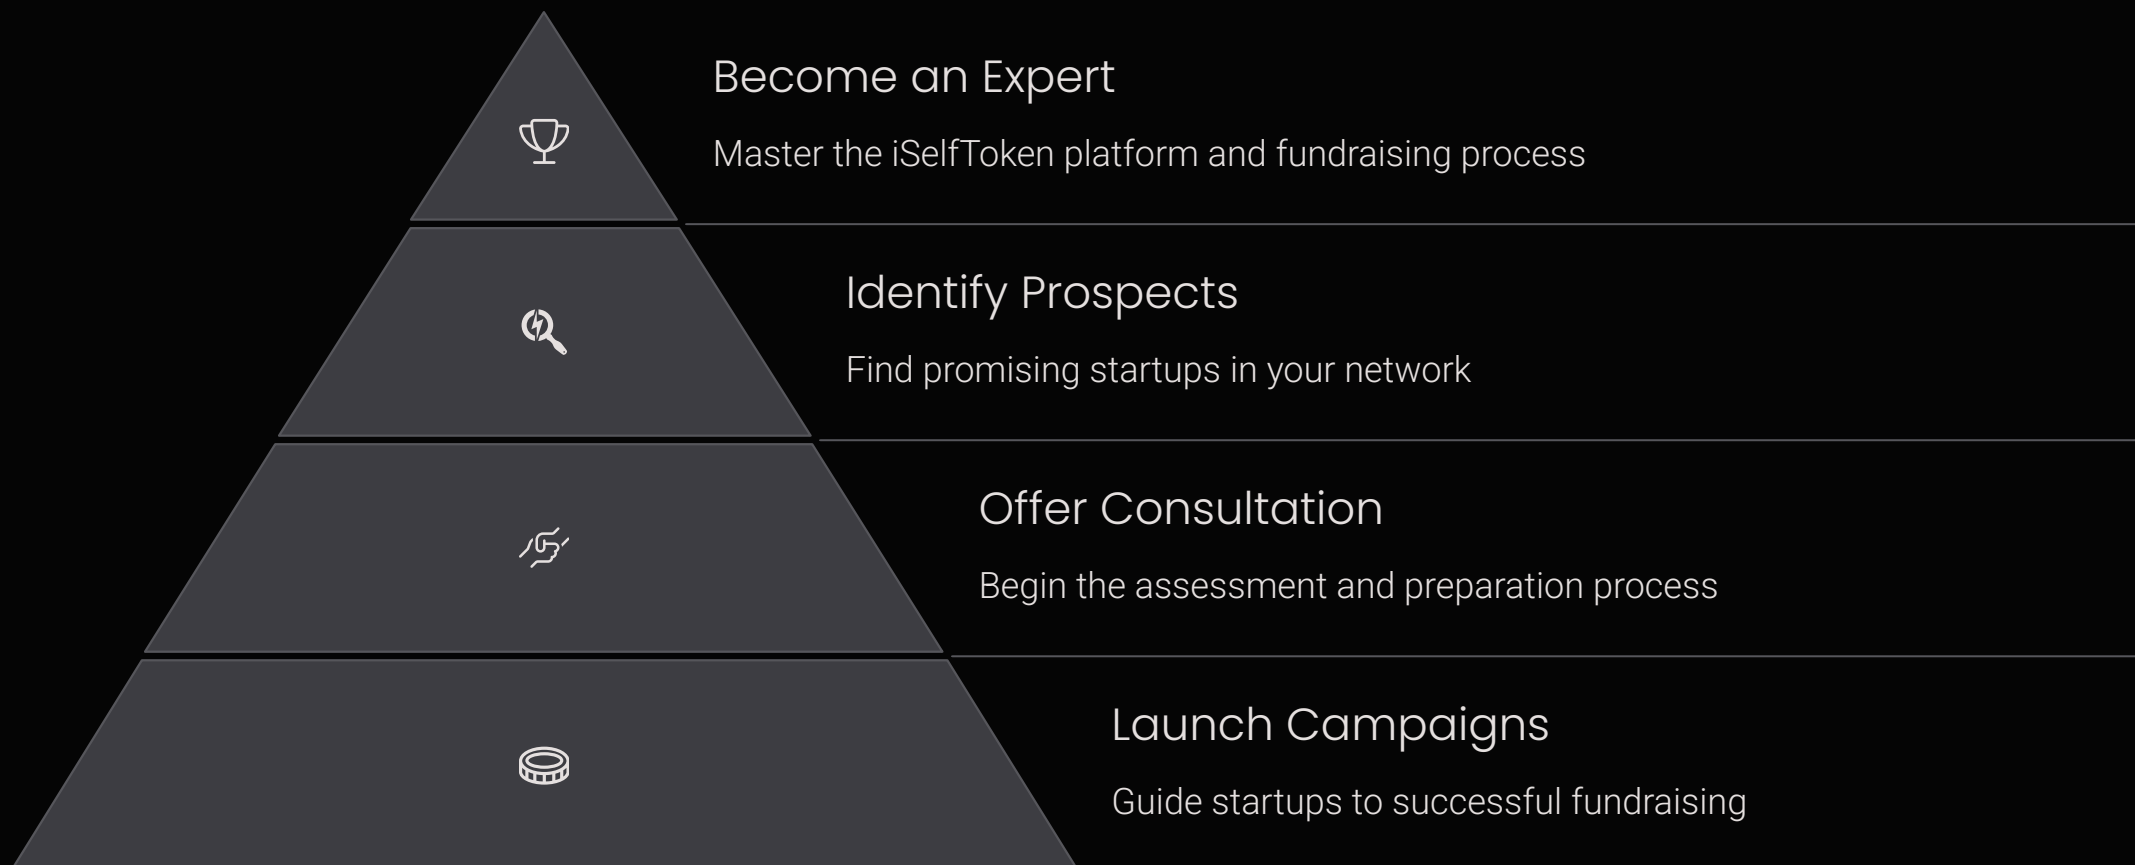 Become an Expert
Master the iSelfToken platform and fundraising process
Identify Prospects
Find promising startups in your network
Offer Consultation
Begin the assessment and preparation process
Launch Campaigns
Guide startups to successful fundraising